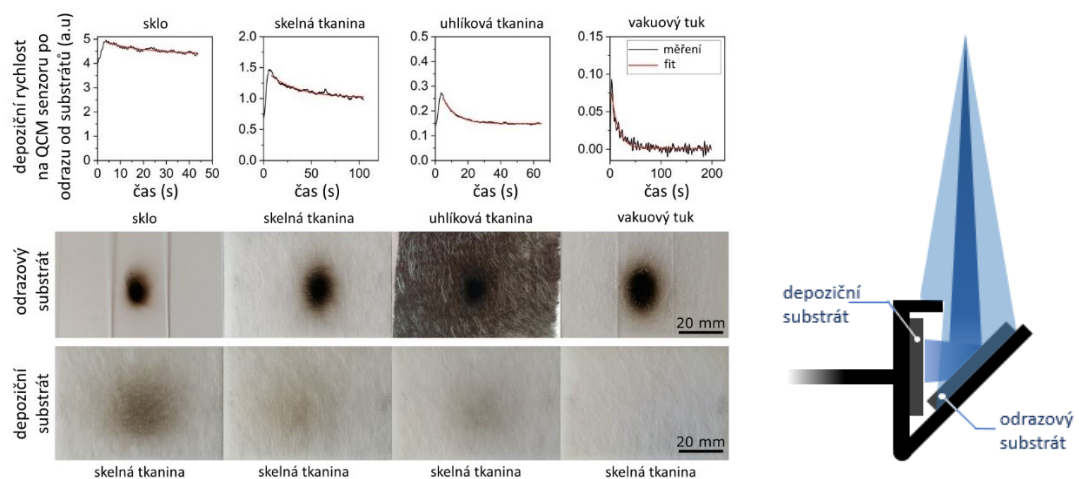 depoziční rychlost
na QCM senzoru po
odrazu od substrátů (a.u)
sklo
5
4
3
2
1
0
0 10 20 30 40 50
čas (s)
skelná tkanina
2.0
1.5
1.0
0.5
0.0
0 50 100
čas (s)
uhlíková tkanina
0.5
0.4
0.3
0.2
0.1
0.0
0 20 40 60
čas (s)
vakuový tuk
0.15
0.10
0.05
0.00
měření
fit
0 100 200
čas (s)
odrazový
substrát
sklo
skelná tkanina
uhlíková tkanina
vakuový tuk
20 mm
depoziční
substrát
20 mm
skelná tkanina
skelná tkanina
skelná tkanina
skelná tkanina
depoziční
substrát
odrazový
substrát